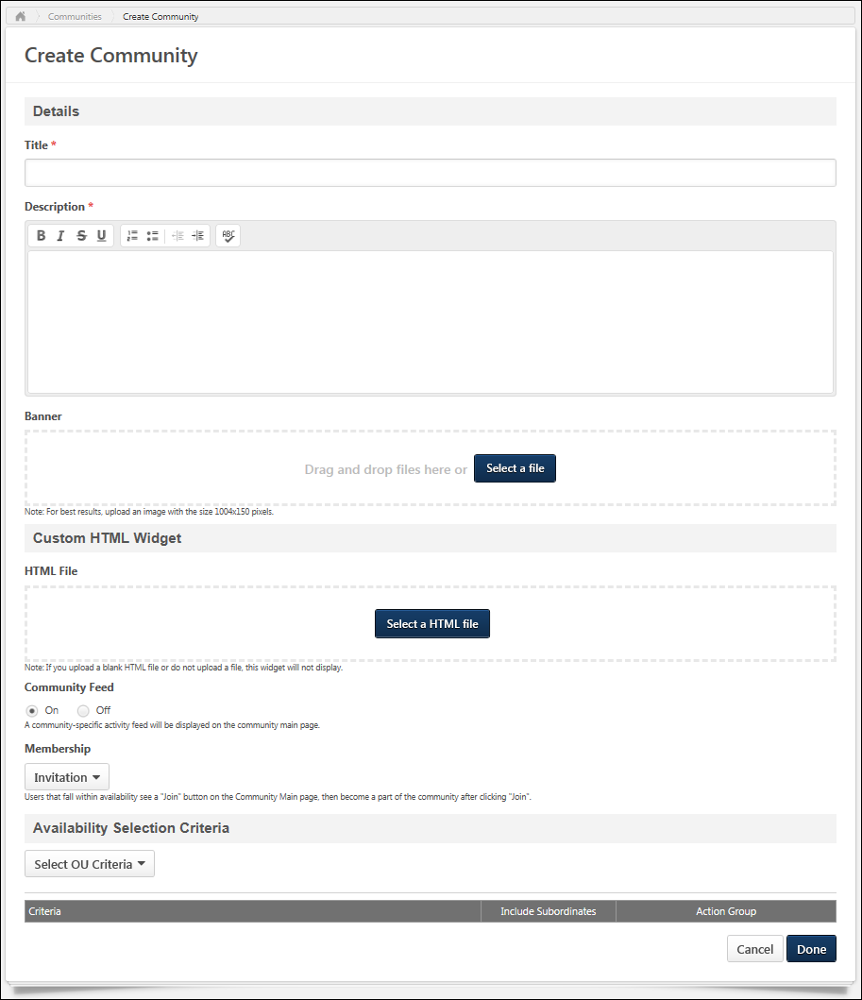 Communities Create Community
Create Community
Details
Title *
Description *
B I S U ABC
Banner
Drag and drop files here or Select a file
Note: For best results, upload an image with the size 1004x150 pixels.
Custom HTML Widget
HTML File
Select a HTML file
Note: If you upload a blank HTML file or do not upload a file, this widget will not display.
Community Feed
On Off
A community-specific activity feed will be displayed on the community main page.
Membership
Invitation
Users that fall within availability see a "Join" button on the Community Main page, then become a part of the community after clicking "Join".
Availability Selection Criteria
Select OU Criteria
Criteria Include Subordinates Action Group
Cancel Done